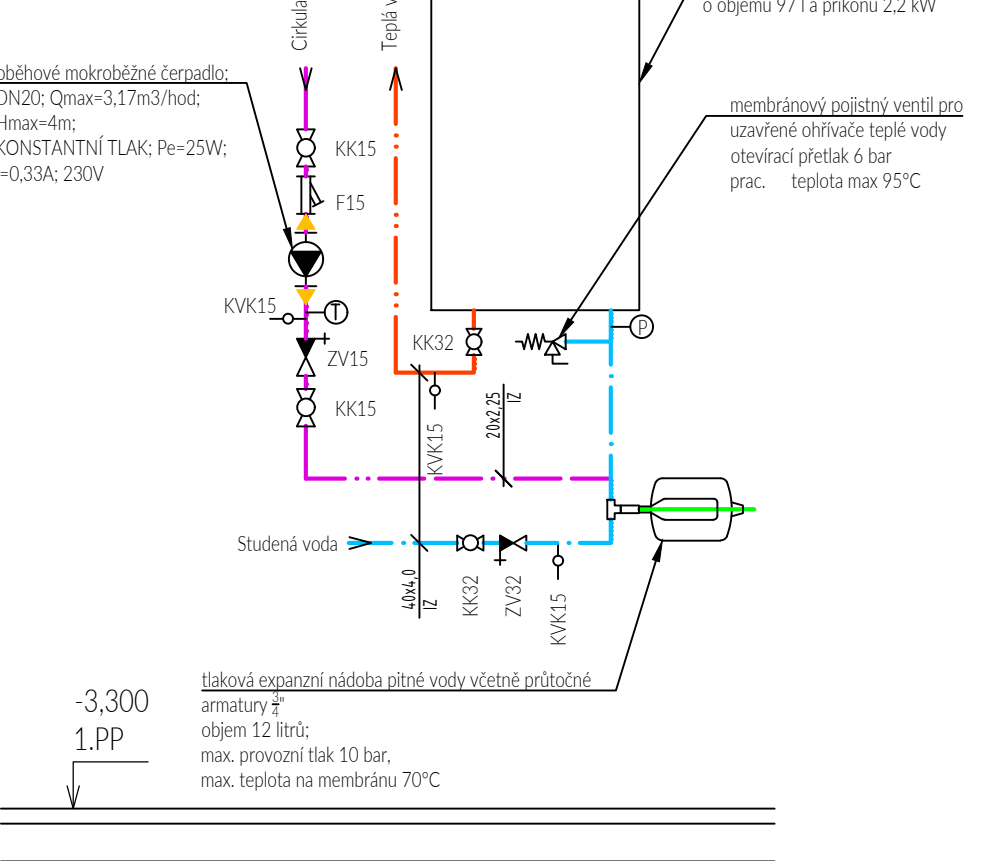 o objemu 97 l a příkonu 2,2 kW
Cirkula
Teplá v
oběhové mokroběžné čerpadlo;
DN20; Qmax=3,17m3/hod;
Hmax=4m;
KONSTANTNÍ TLAK; Pe=25W;
=0,33A; 230V
membránový pojistný ventil pro
uzavřené ohřívače teplé vody
otevírací přetlak 6 bar
prac. teplota max 95°C
KK15
F15
KVK15
T
P
ZV15
KK32
KK15
KVK15
20x2,25
IZ
Studená voda
40x4,0
IZ
KK32
ZV32
KVK15
tlaková expanzní nádoba pitné vody včetně průtočné
armatury 3/4"
objem 12 litrů;
max. provozní tlak 10 bar,
max. teplota na membránu 70°C
-3,300
1.PP